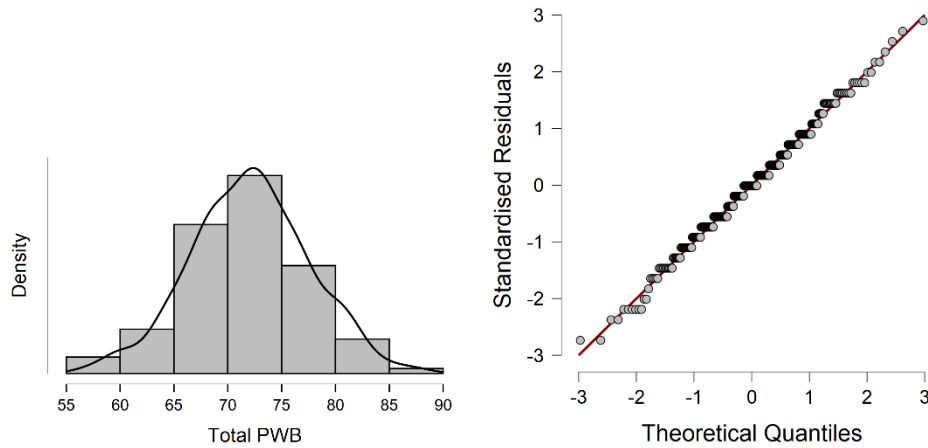 Density
55 60 65 70 75 80 85 90
Total PWB
Standardised Residuals
3
2
1
0
-1
-2
-3
-3 -2 -1 0 1 2 3
Theoretical Quantiles